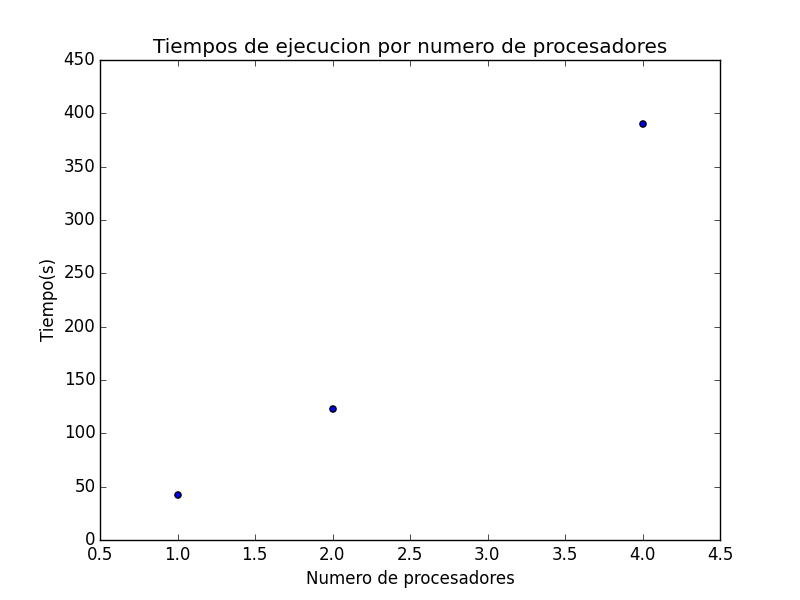 Tiempos de ejecucion por numero de procesadores
450
400
350
300
250
200
150
100
50
0
Tiempo(s)
0.5 1.0 1.5 2.0 2.5 3.0 3.5 4.0 4.5
Numero de procesadores